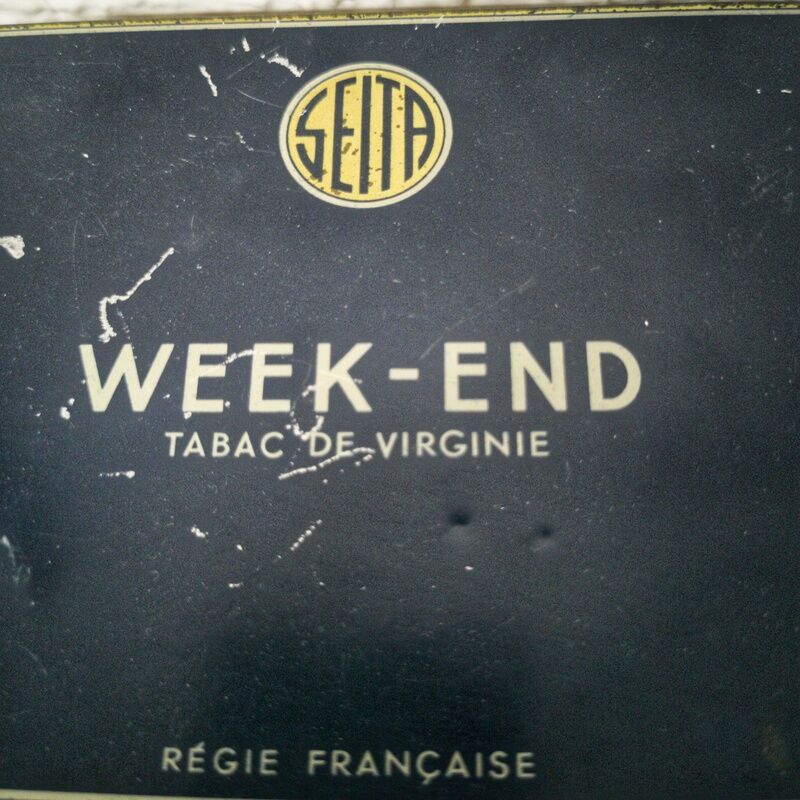 SEITA
WEEK-END
TABAC DE VIRGINIE
RÉGIE FRANÇAISE